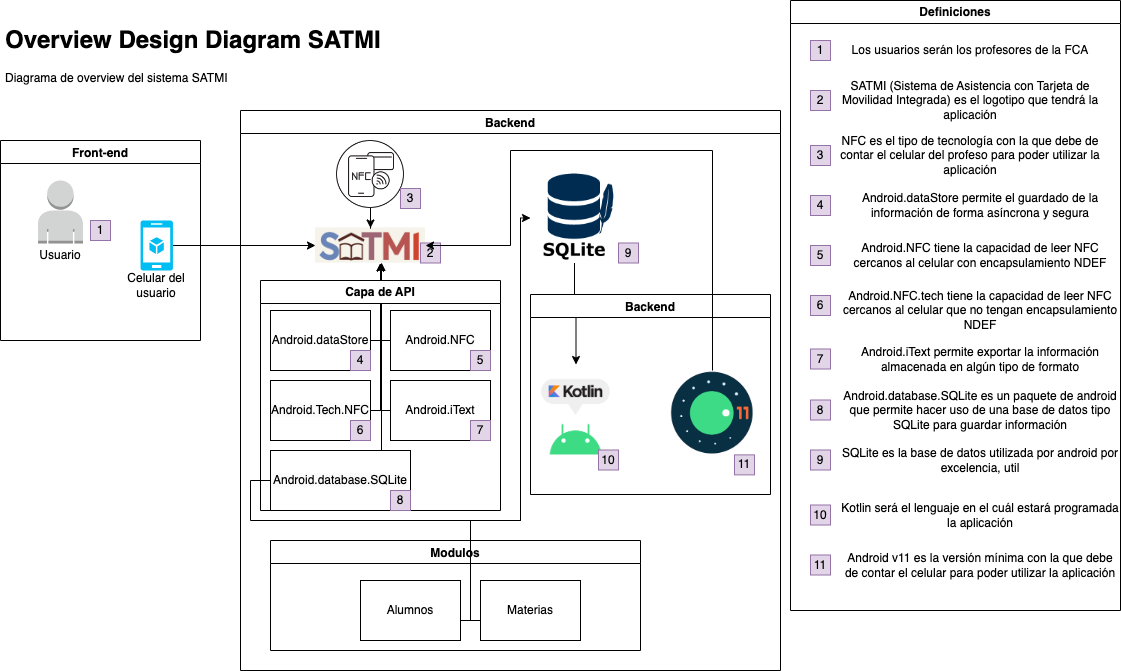 Overview Design Diagram SATMI
Diagrama de overview del sistema SATMI
Front-end
1
Usuario
Celular del
usuario
Backend
NFC
3
SATMI
2
Capa de API
Android.dataStore
4
Android.NFC
5
Android.Tech.NFC
6
Android.iText
7
Android.database.SQLite
8
SQLite
9
Backend
Kotlin
10
11
11
Modulos
Alumnos
Materias
Definiciones
1
Los usuarios serán los profesores de la FCA
2
SATMI (Sistema de Asistencia con Tarjeta de
Movilidad Integrada) es el logotipo que tendrá la
aplicación
3
NFC es el tipo de tecnología con la que debe de
contar el celular del profeso para poder utilizar la
aplicación
4
Android.dataStore permite el guardado de la
información de forma asíncrona y segura
5
Android.NFC tiene la capacidad de leer NFC
cercanos al celular con encapsulamiento NDEF
6
Android.NFC.tech tiene la capacidad de leer NFC
cercanos al celular que no tengan encapsulamiento
NDEF
7
Android.iText permite exportar la información
almacenada en algún tipo de formato
8
Android.database.SQLite es un paquete de android
que permite hacer uso de una base de datos tipo
SQLite para guardar información
9
SQLite es la base de datos utilizada por android por
excelencia, util
10
Kotlin será el lenguaje en el cuál estará programada
la aplicación
11
Android v11 es la versión mínima con la que debe
de contar el celular para poder utilizar la aplicación